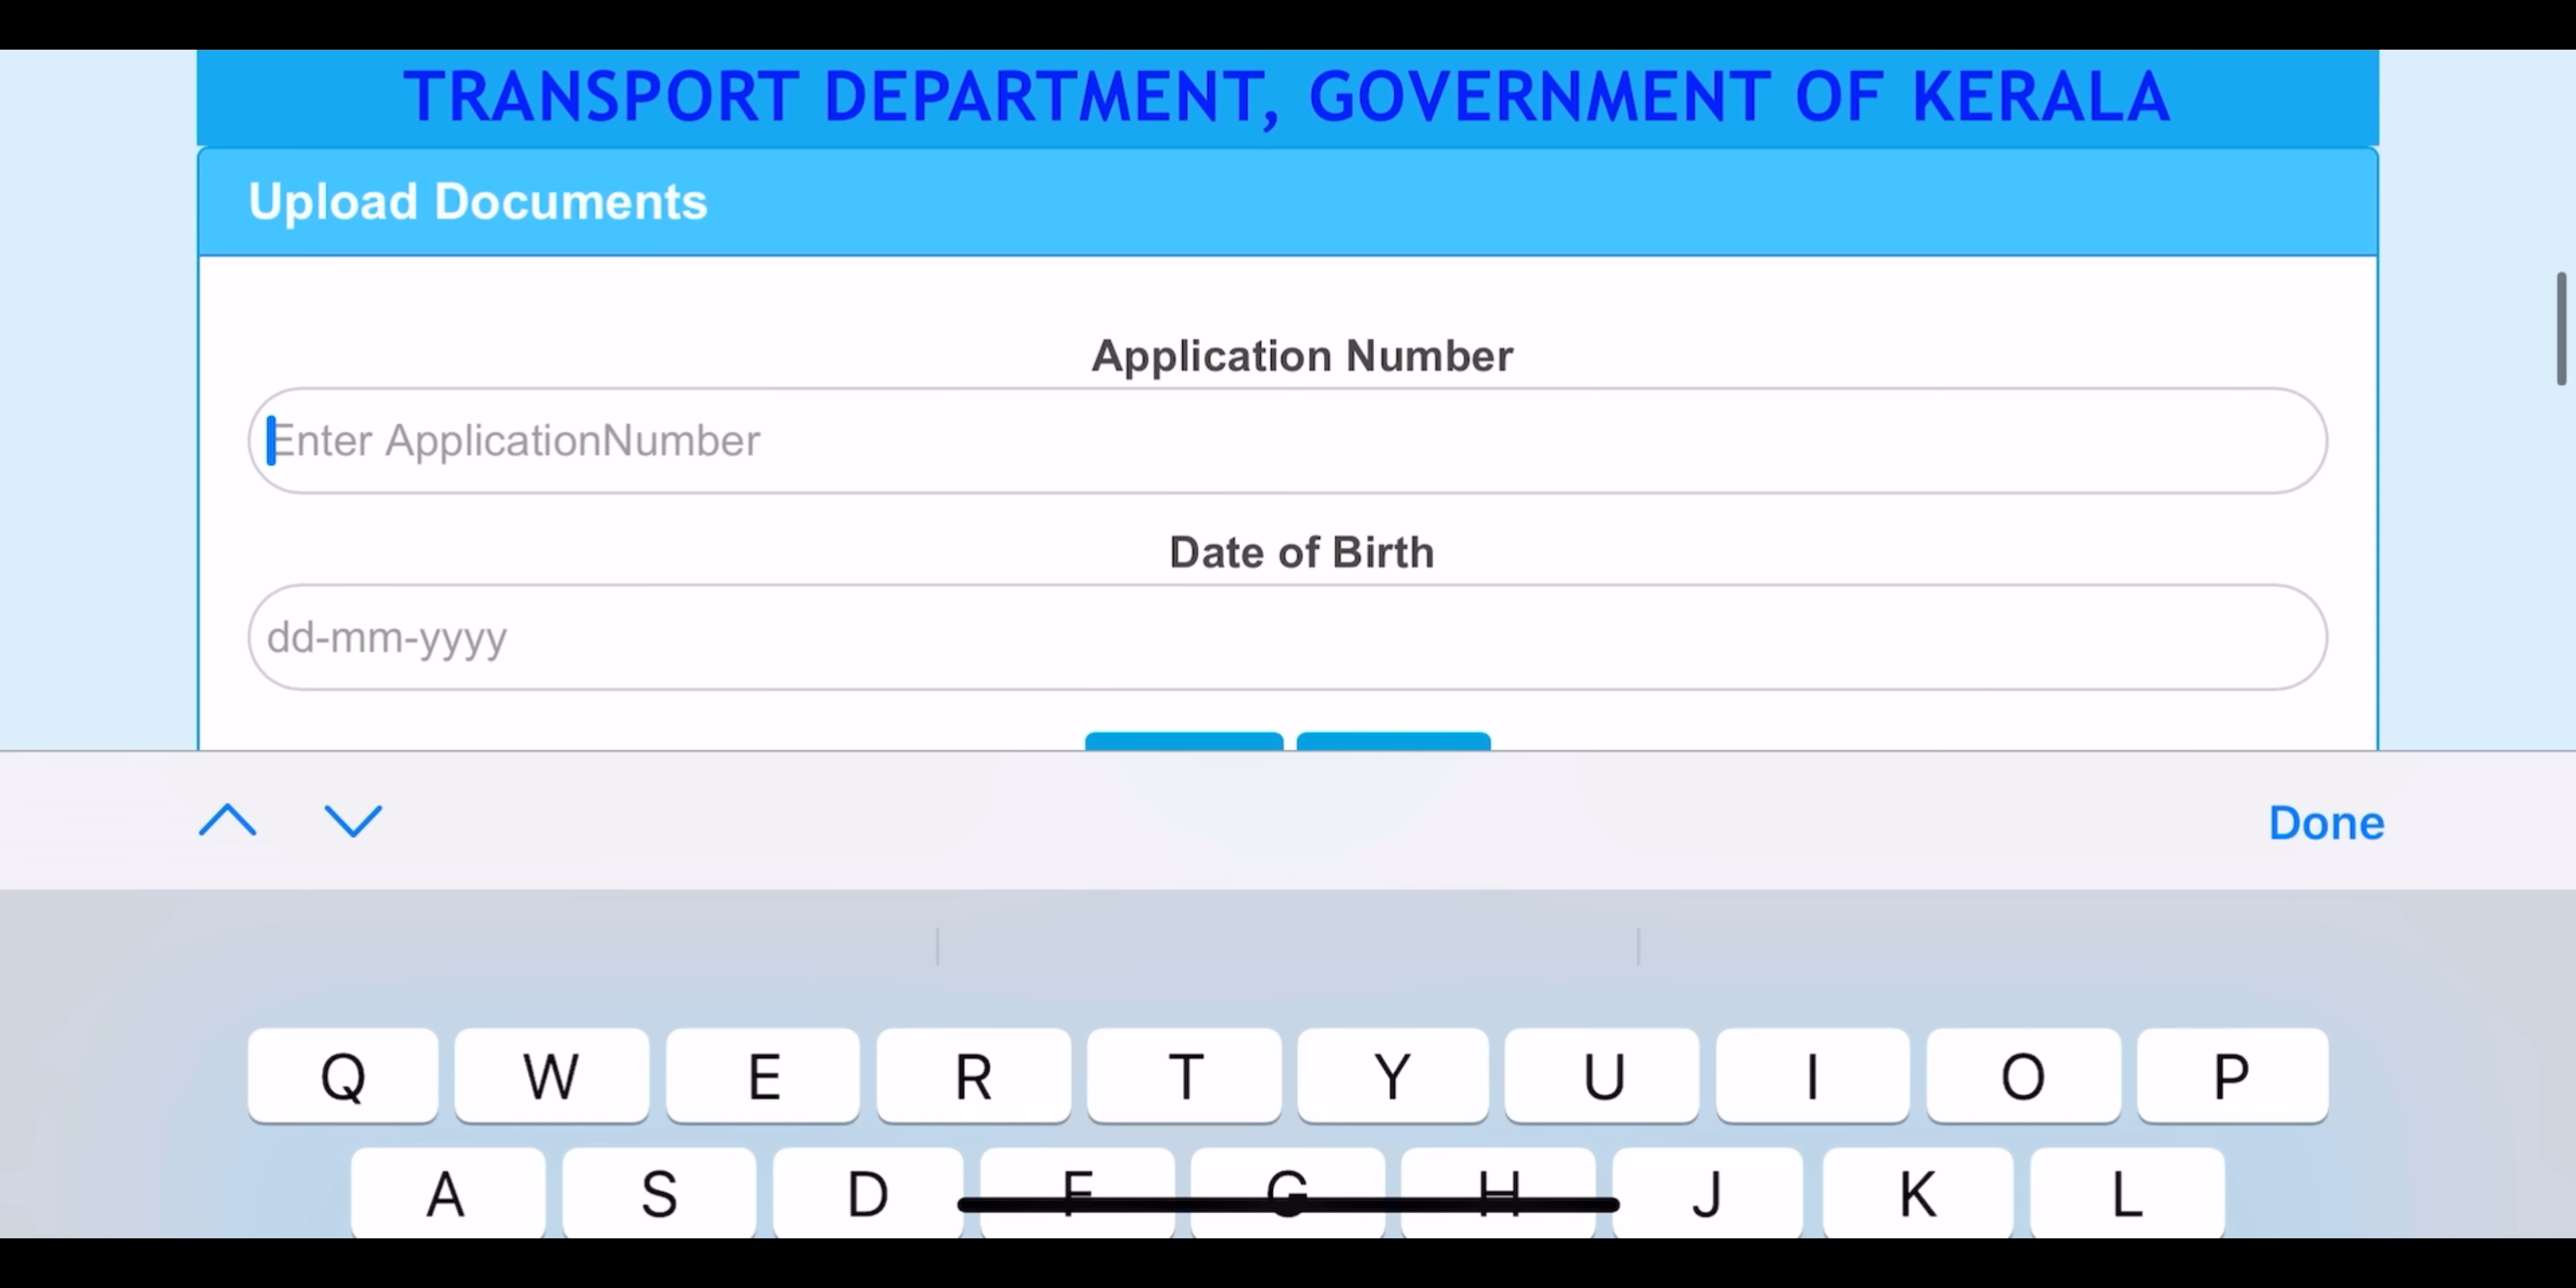 TRANSPORT DEPARTMENT, GOVERNMENT OF KERALA
Upload Documents
Application Number
Enter ApplicationNumber
Date of Birth
dd-mm-yyyy
Done
Q W E R T Y U I O P
A S D F G H J K L